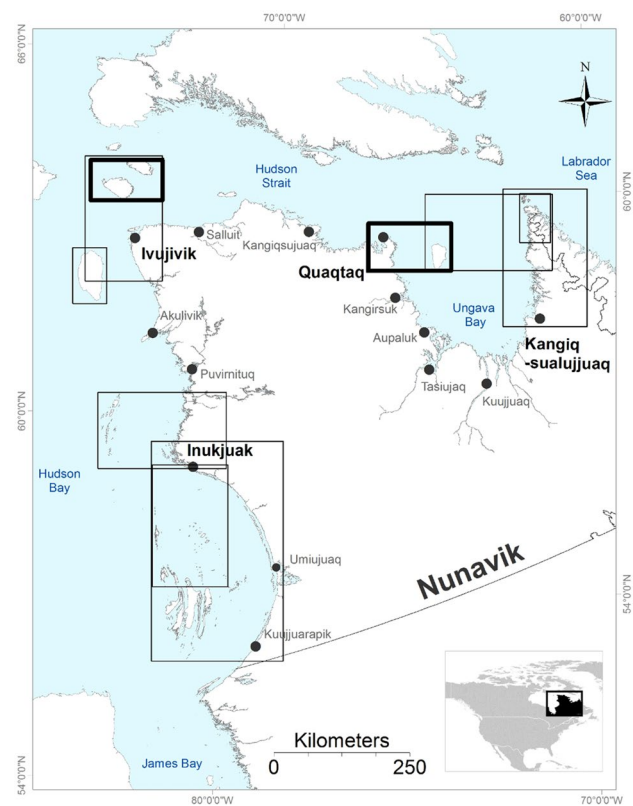 70°0'0"W
60°0'0"W
66°0'0"N
N
Labrador
Sea
Hudson
Strait
60°0'0"N
Salluit
Kangiqsujuaq
Ivujivik
Quaqtaq
Kangirsuk
Ungava
Bay
Akulivik
Aupaluk
Kangiq
-sualujjuaq
Puvirnituq
Tasiujaq
Kuujjuaq
60°0'0"N
Inukjuak
Hudson
Bay
Umiujuaq
Nunavik
54°0'0"N
Kuujjuarapik
Kilometers
0 250
James Bay
54°0'0"N
80°0'0"W
70°0'0"W